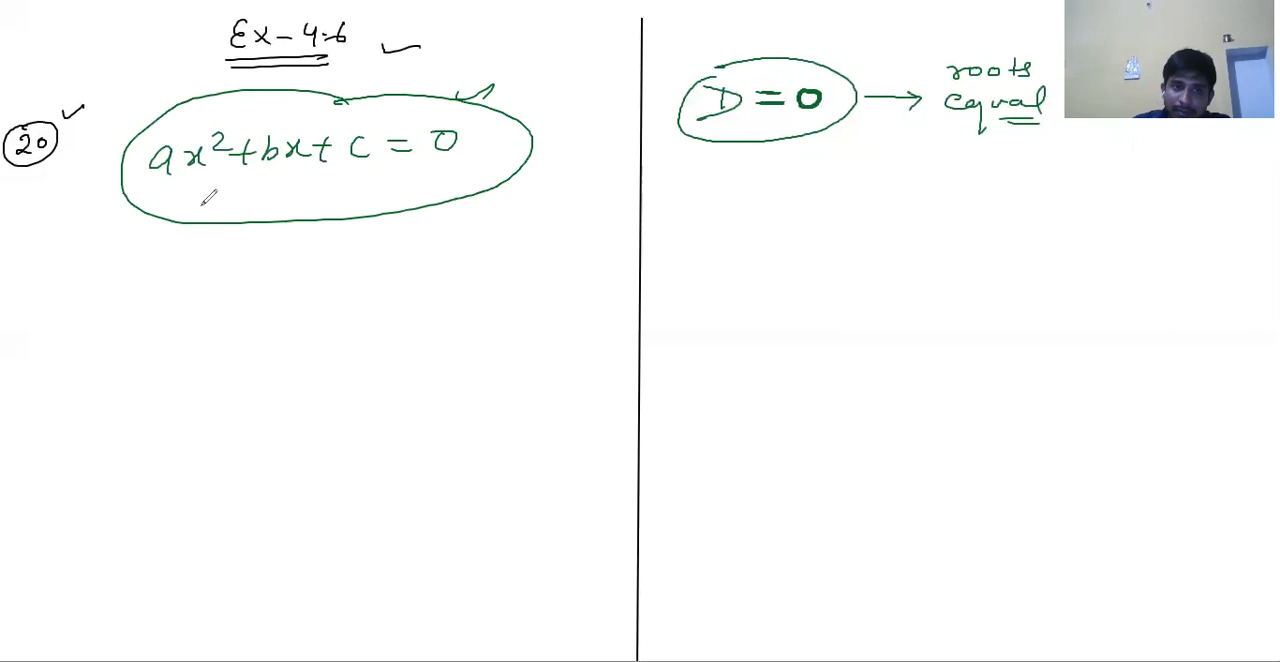 Ex - 4.6
20
ax²+bx+c = 0
D = 0 → roots
equal